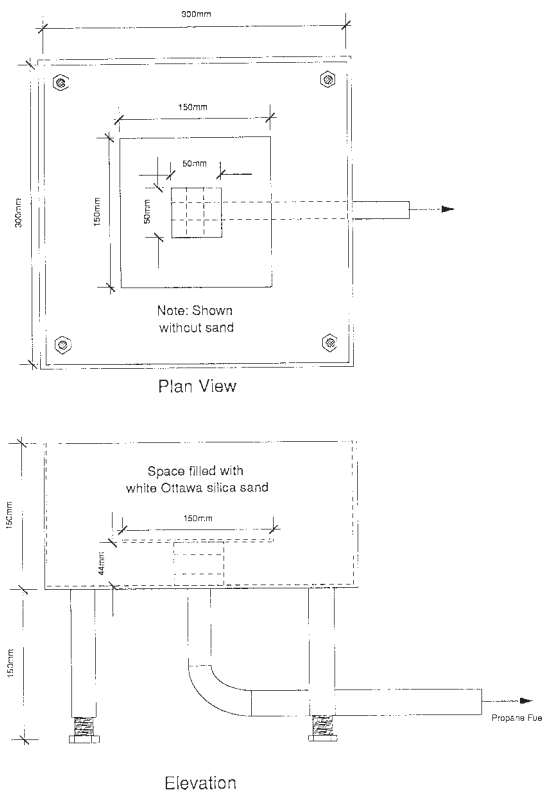 300mm
150mm
50mm
50mm
150mm
300mm
Note: Shown
without sand
Plan View
Space filled with
white Ottawa silica sand
150mm
150mm
44mm
150mm
Propane Fue
Elevation